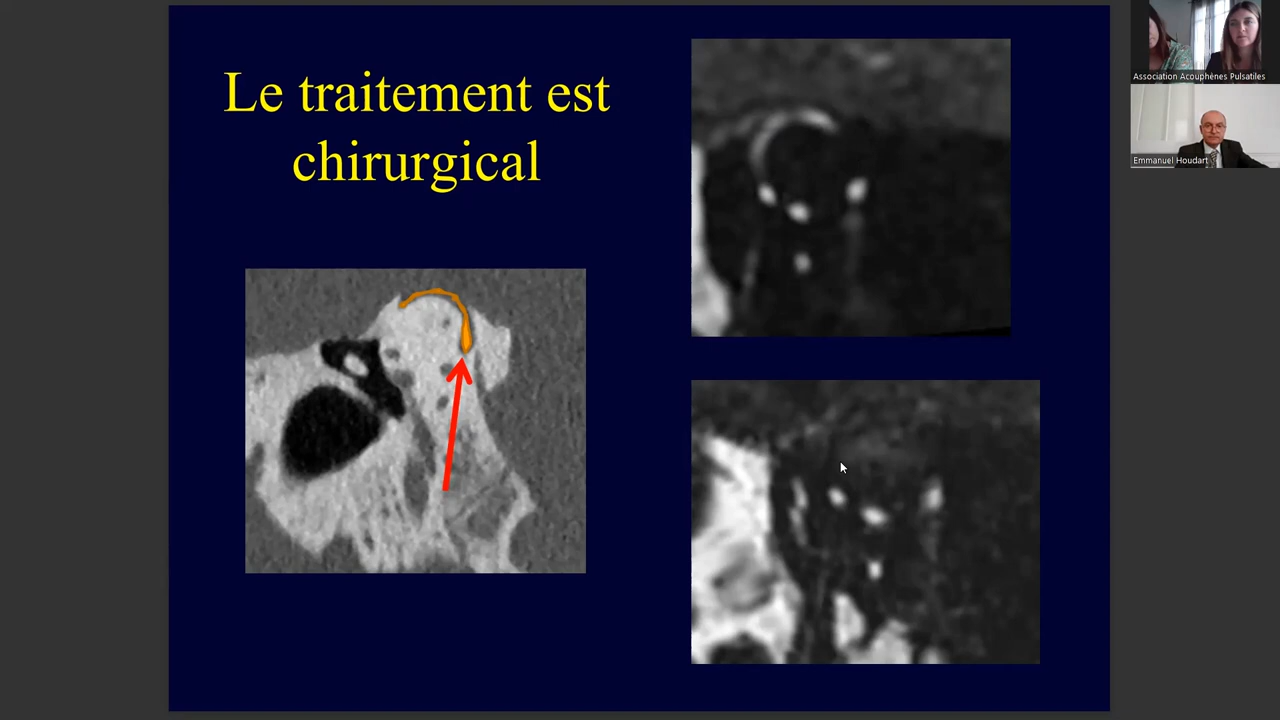 Le traitement est
chirurgical
Association Acouphènes Pulsatiles
Emmanuel Houdart